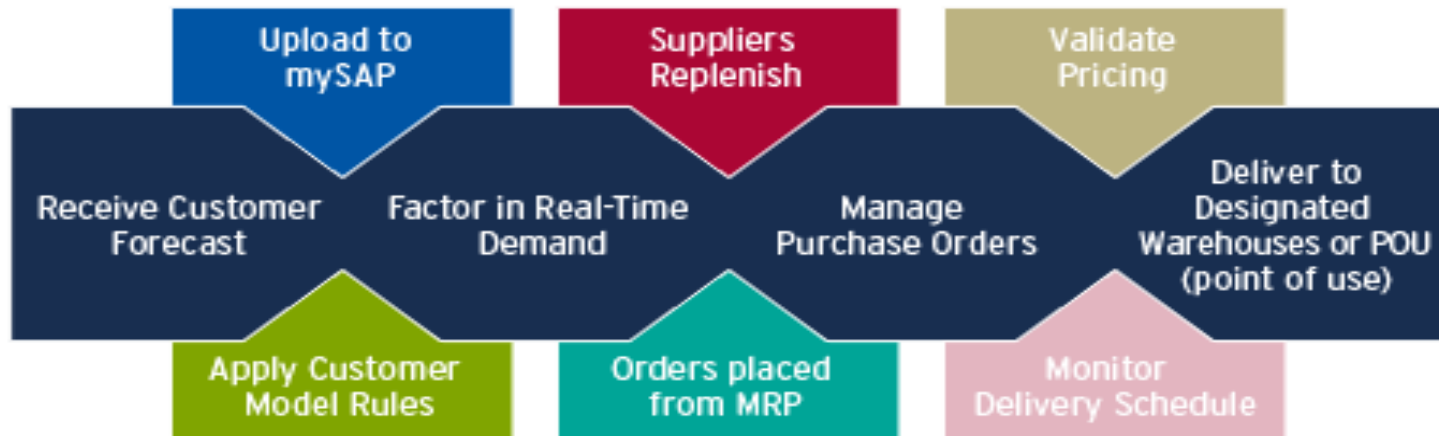 Upload to
mySAP
Suppliers
Replenish
Validate
Pricing
Receive Customer
Forecast
Factor in Real-Time
Demand
Manage
Purchase Orders
Deliver to
Designated
Warehouses or POU
(point of use)
Apply Customer
Model Rules
Orders placed
from MRP
Monitor
Delivery Schedule